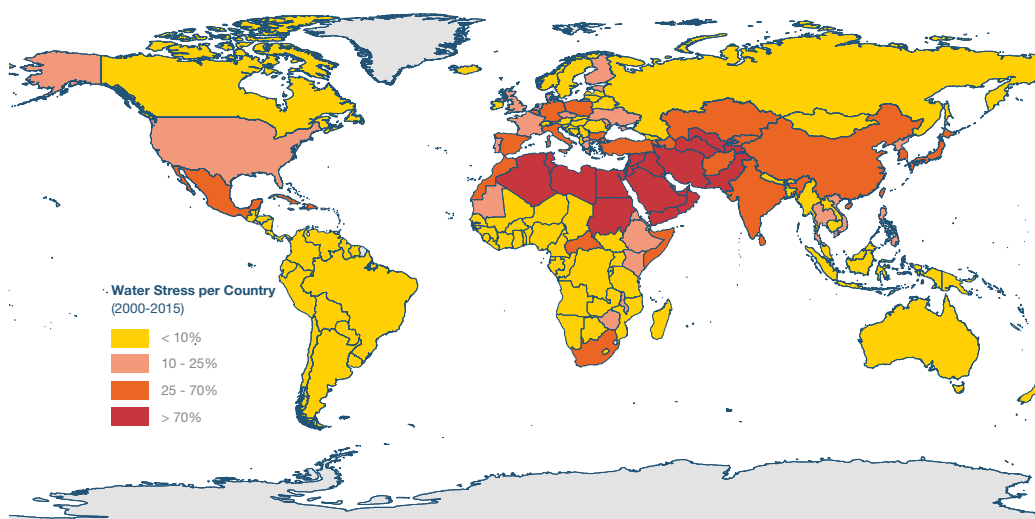 Water Stress per Country
(2000-2015)
< 10%
10 - 25%
25 - 70%
> 70%